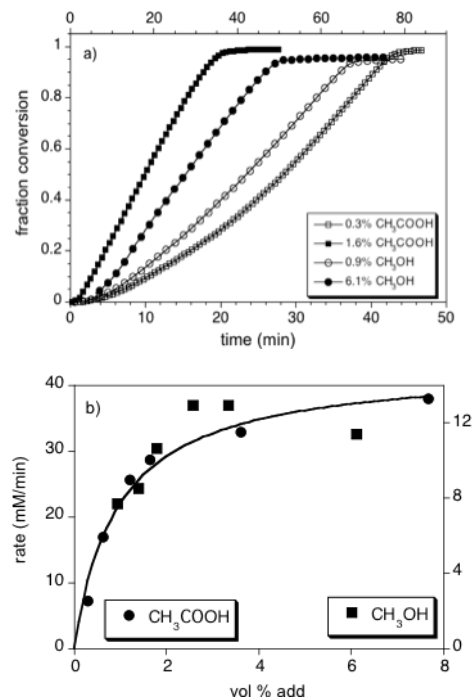 0 20 40 60 80
a)
1
0.8
0.6
0.4
0.2
0
fraction conversion
0.3% CH₃COOH
1.6% CH₃COOH
0.9% CH₃OH
6.1% CH₃OH
0 10 20 30 40 50
time (min)
b)
40
30
20
10
0
rate (mM/min)
12
8
4
0
CH₃COOH
CH₃OH
0 2 4 6 8
vol % add